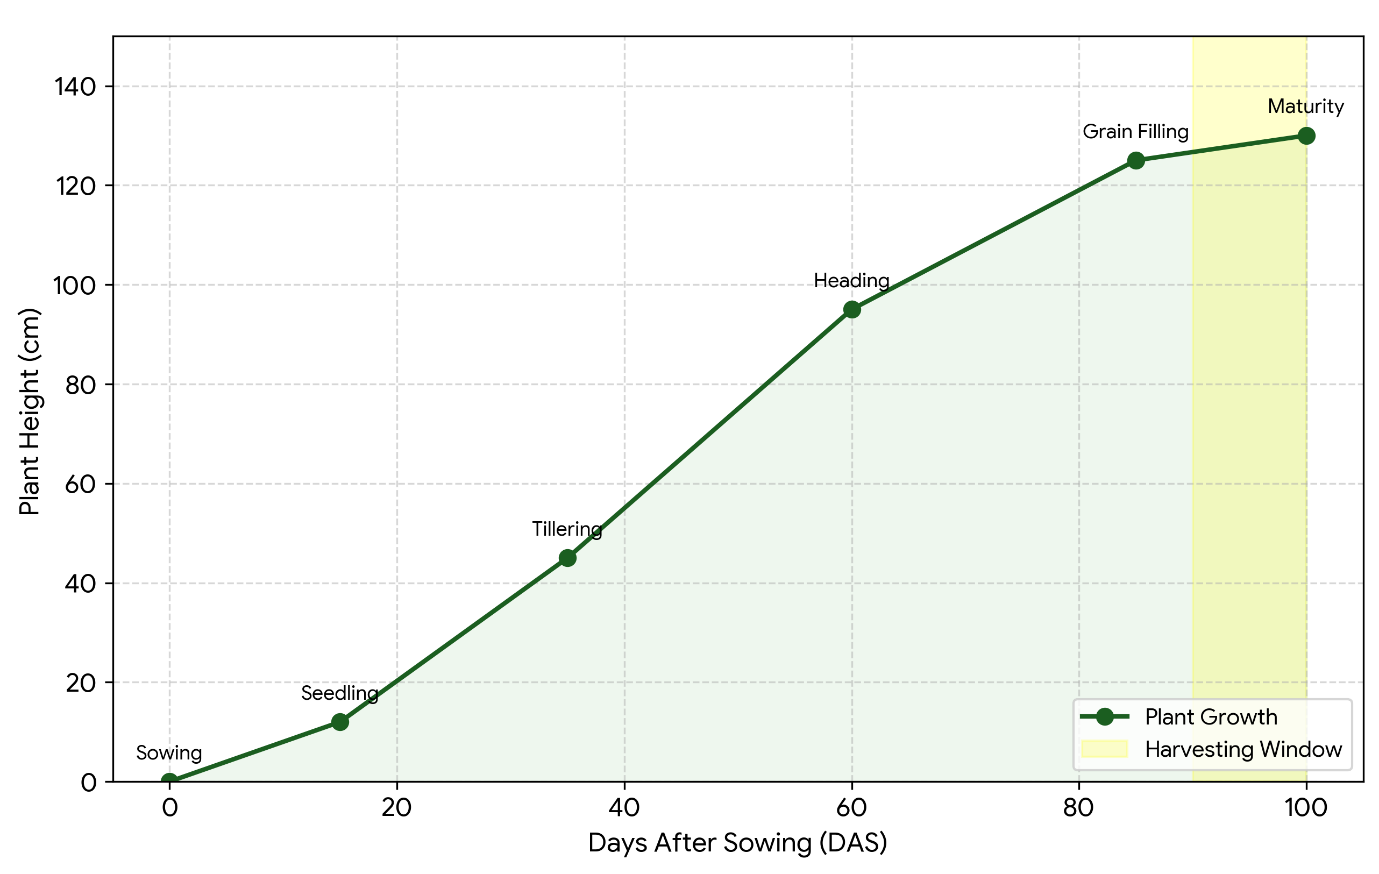 140
120
100
80
60
40
20
0
Plant Height (cm)
Maturity
Grain Filling
Heading
Tillering
Seedling
Sowing
Plant Growth
Harvesting Window
0 20 40 60 80 100
Days After Sowing (DAS)